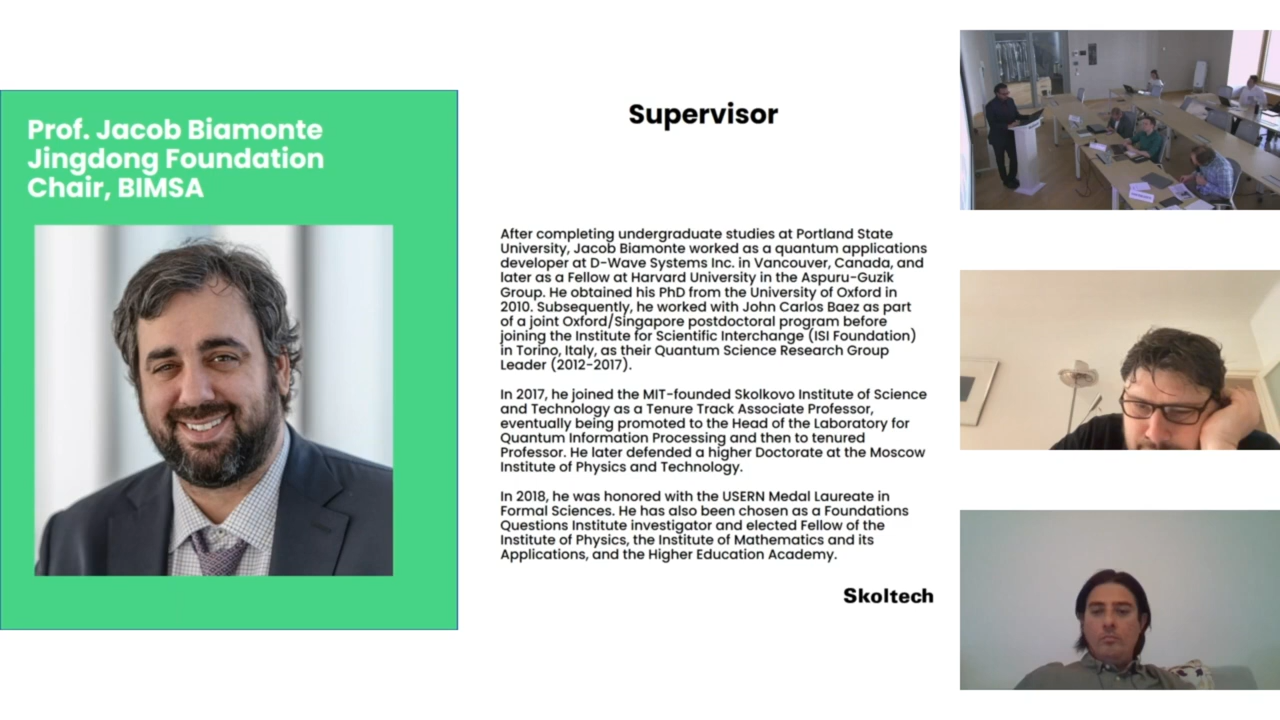 Prof. Jacob Biamonte
Jingdong Foundation
Chair, BIMSA
Supervisor
After completing undergraduate studies at Portland State
University, Jacob Biamonte worked as a quantum applications
developer at D-Wave Systems Inc. in Vancouver, Canada, and
later as a Fellow at Harvard University in the Aspuru-Guzik
Group. He obtained his PhD from the University of Oxford in
2010. Subsequently, he worked with John Carlos Baez as part
of a joint Oxford/Singapore postdoctoral program before
joining the Institute for Scientific Interchange (ISI Foundation)
in Torino, Italy, as their Quantum Science Research Group
Leader (2012-2017).
In 2017, he joined the MIT-founded Skolkovo Institute of Science
and Technology as a Tenure Track Associate Professor,
eventually being promoted to the Head of the Laboratory for
Quantum Information Processing and then to tenured
Professor. He later defended a higher Doctorate at the Moscow
Institute of Physics and Technology.
In 2018, he was honored with the USERN Medal Laureate in
Formal Sciences. He has also been chosen as a Foundations
Questions Institute investigator and elected Fellow of the
Institute of Physics, the Institute of Mathematics and its
Applications, and the Higher Education Academy.
Skoltech